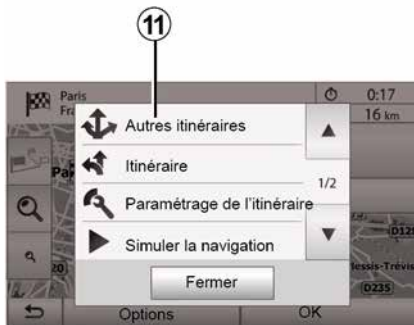 11
Paris
0:17
Fra
16 km
Autres itinéraires
Itinéraire
1/2
Paramétrage de l'itinéraire
Simuler la navigation
D235
Fermer
Options
OK